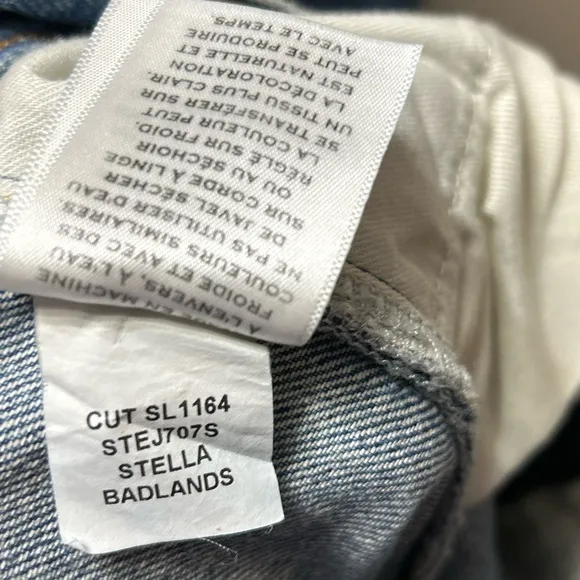 À L'ENVERS, À L'EAU
FROIDE ET AVEC DES
COULEURS SIMILAIRES.
NE PAS UTILISER D'EAU
DE JAVEL. SÉCHER
SUR CORDE À LINGE
OU AU SÉCHOIR
RÉGLÉ SUR FROID.
LA COULEUR PEUT
SE TRANSFÉRER SUR
UN TISSU PLUS CLAIR.
LA DÉCOLORATION
EST NATURELLE ET
PEUT SE PRODUIRE
AVEC LE TEMPS
CUT SL1164
STEJ707S
STELLA
BADLANDS